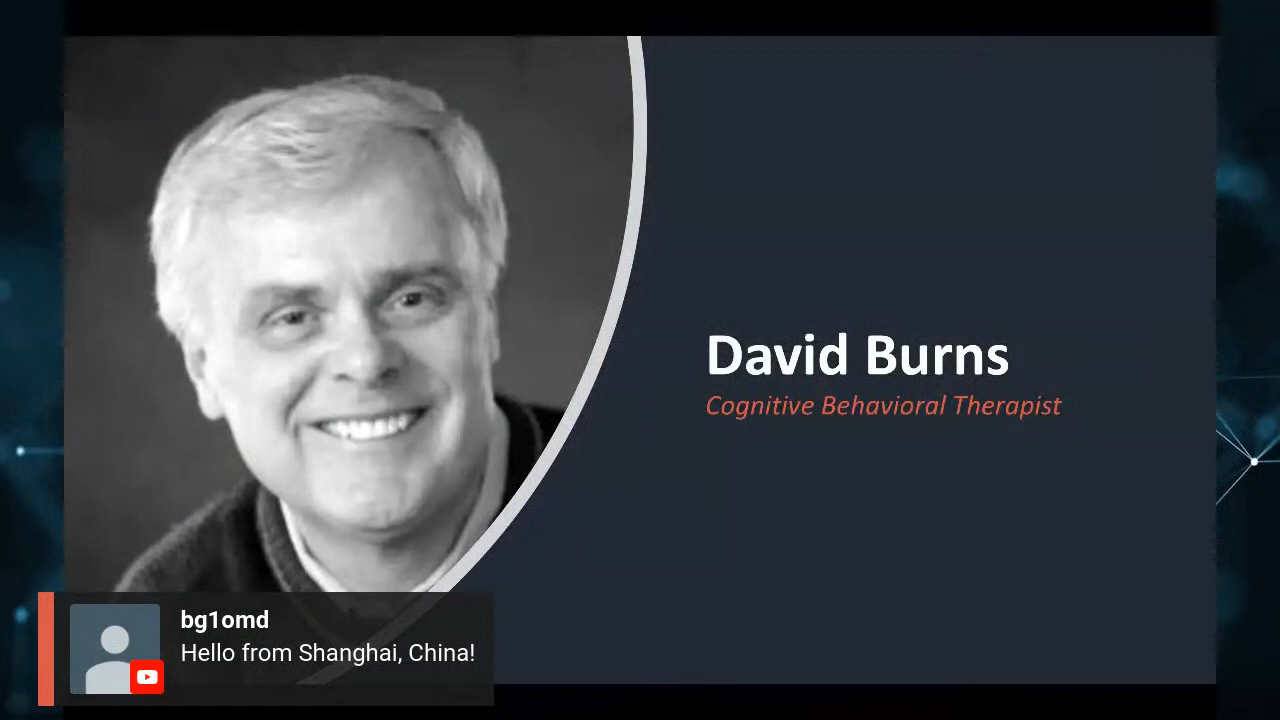 David Burns
Cognitive Behavioral Therapist
bg1omd
Hello from Shanghai, China!